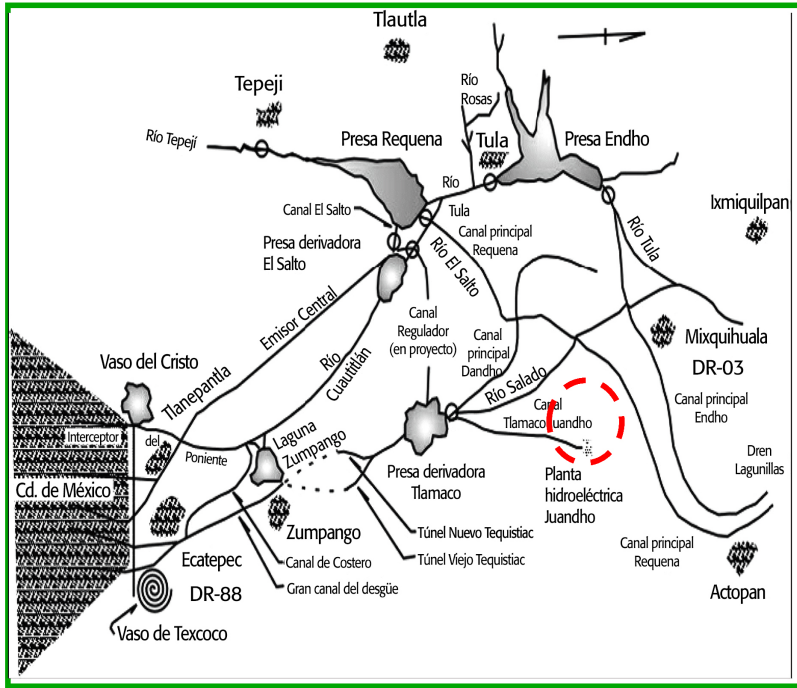 Tlautla
Tepeji
Río
Rosas
Río Tepejí
Presa Requena
Tula
Presa Endho
Río
Tula
Canal El Salto
Ixmiquilpan
Presa derivadora
El Salto
Canal principal
Requena
Río Tula
Río El Salto
Emisor Central
Canal
Regulador
(en proyecto)
Canal
principal
Dandho
Río
Cuautitlán
Mixquihuala
DR-03
Vaso del Cristo
Tlanepantla
Río Salado
Canal
Tlamaco Juandho
Canal principal
Endho
Interceptor
del
Poniente
Laguna
Zumpango
Dren
Lagunillas
Presa derivadora
Tlamaco
Planta
hidroeléctrica
Juandho
Cd. de México
Zumpango
Túnel Nuevo Tequistiac
Túnel Viejo Tequistiac
Canal principal
Requena
Ecatepec
Canal de Costero
DR-88
Gran canal del desgüe
Actopan
Vaso de Texcoco